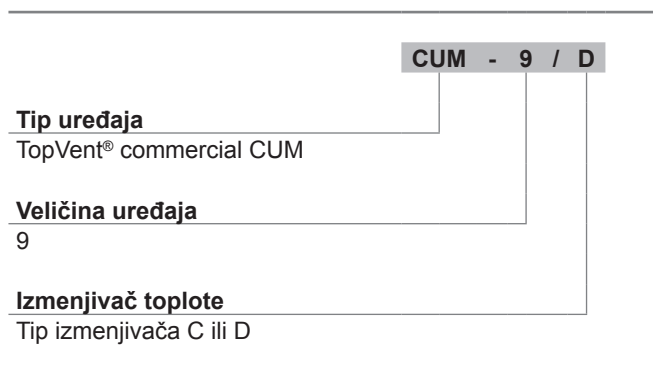 CUM - 9 / D
Tip uređaja
TopVent® commercial CUM
Veličina uređaja
9
Izmenjivač toplote
Tip izmenjivača C ili D